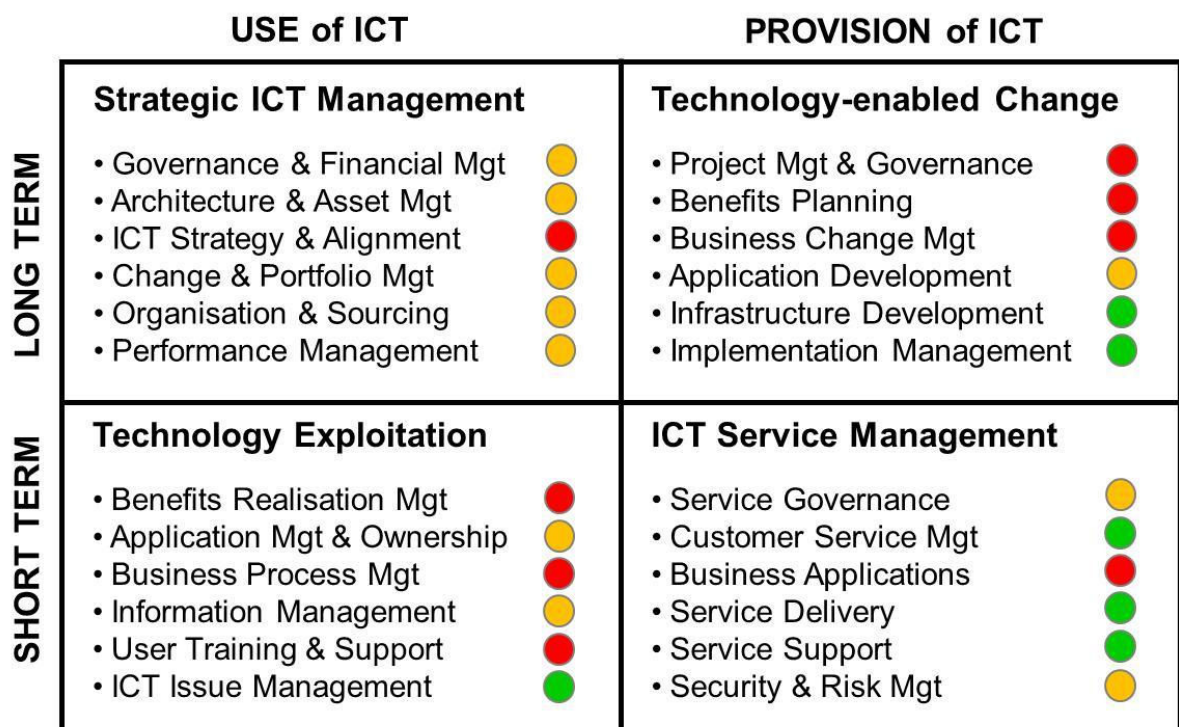 USE of ICT
PROVISION of ICT
LONG TERM
Strategic ICT Management
• Governance & Financial Mgt
• Architecture & Asset Mgt
• ICT Strategy & Alignment
• Change & Portfolio Mgt
• Organisation & Sourcing
• Performance Management
Technology-enabled Change
• Project Mgt & Governance
• Benefits Planning
• Business Change Mgt
• Application Development
• Infrastructure Development
• Implementation Management
SHORT TERM
Technology Exploitation
• Benefits Realisation Mgt
• Application Mgt & Ownership
• Business Process Mgt
• Information Management
• User Training & Support
• ICT Issue Management
ICT Service Management
• Service Governance
• Customer Service Mgt
• Business Applications
• Service Delivery
• Service Support
• Security & Risk Mgt